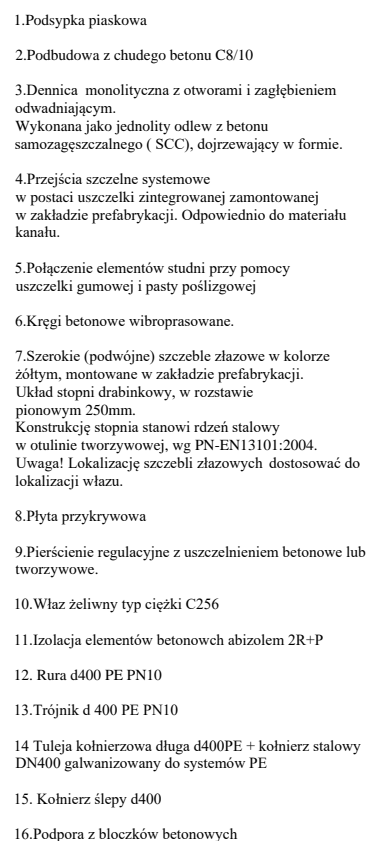 1.Podsypka piaskowa
2.Podbudowa z chudego betonu C8/10
3.Dennica monolityczna z otworami i zagłębieniem
odwadniającym.
Wykonana jako jednolity odlew z betonu
samozagęszczalnego ( SCC), dojrzewający w formie.
4.Przejścia szczelne systemowe
w postaci uszczelki zintegrowanej zamontowanej
w zakładzie prefabrykacji. Odpowiednio do materiału
kanału.
5.Połączenie elementów studni przy pomocy
uszczelki gumowej i pasty poślizgowej
6.Kręgi betonowe wibroprasowane.
7.Szerokie (podwójne) szczeble złazowe w kolorze
żółtym, montowane w zakładzie prefabrykacji.
Układ stopni drabinkowy, w rozstawie
pionowym 250mm.
Konstrukcję stopnia stanowi rdzeń stalowy
w otulinie tworzywowej, wg PN-EN13101:2004.
Uwaga! Lokalizację szczebli złazowych dostosować do
lokalizacji włazu.
8.Płyta przykrywowa
9.Pierścienie regulacyjne z uszczelnieniem betonowe lub
tworzywowe.
10.Właz żeliwny typ ciężki C256
11.Izolacja elementów betonowch abizolem 2R+P
12. Rura d400 PE PN10
13.Trójnik d 400 PE PN10
14 Tuleja kołnierzowa długa d400PE + kołnierz stalowy
DN400 galwanizowany do systemów PE
15. Kołnierz ślepy d400
16.Podpora z bloczków betonowych